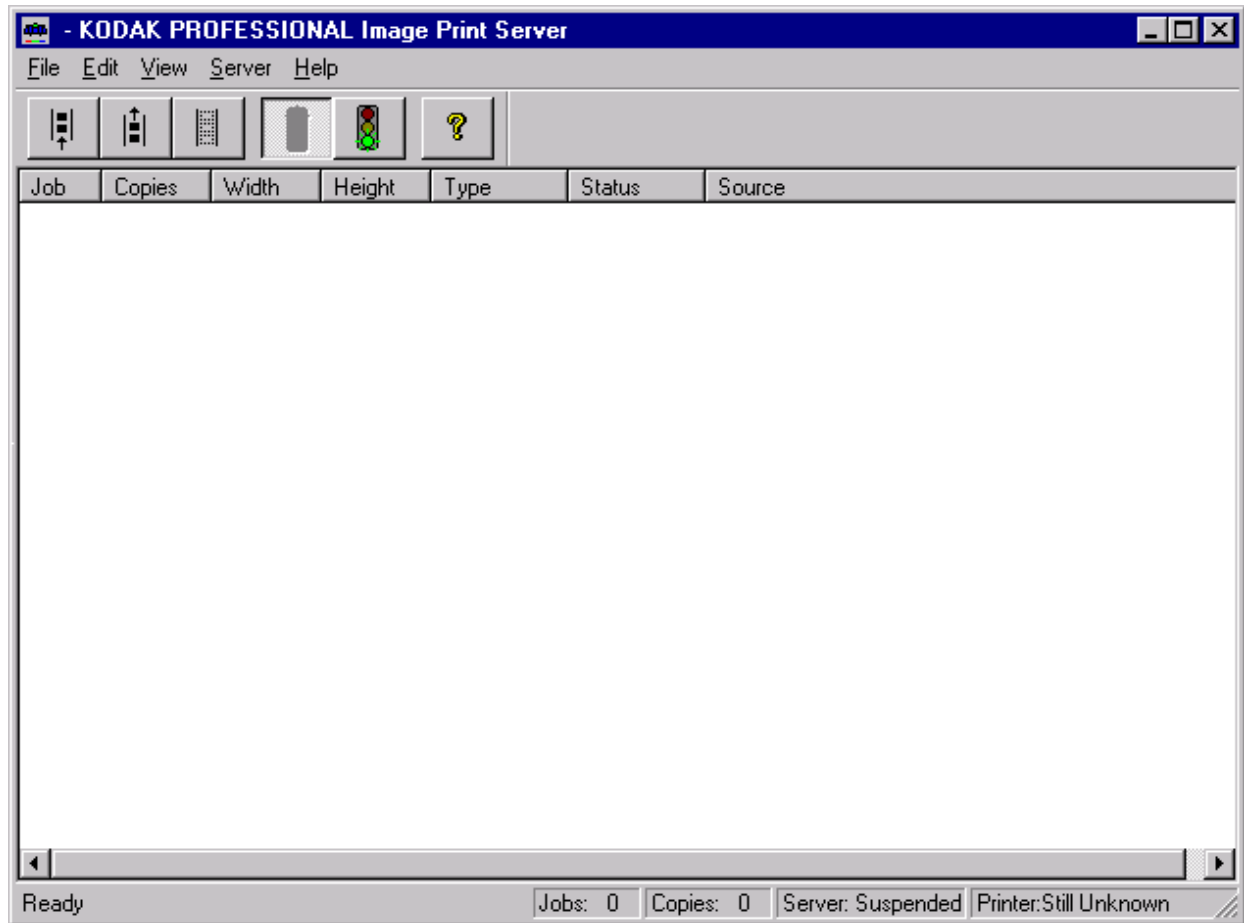 - KODAK PROFESSIONAL Image Print Server
File Edit View Server Help
?
Job Copies Width Height Type Status Source
Ready Jobs: 0 Copies: 0 Server: Suspended Printer:Still Unknown